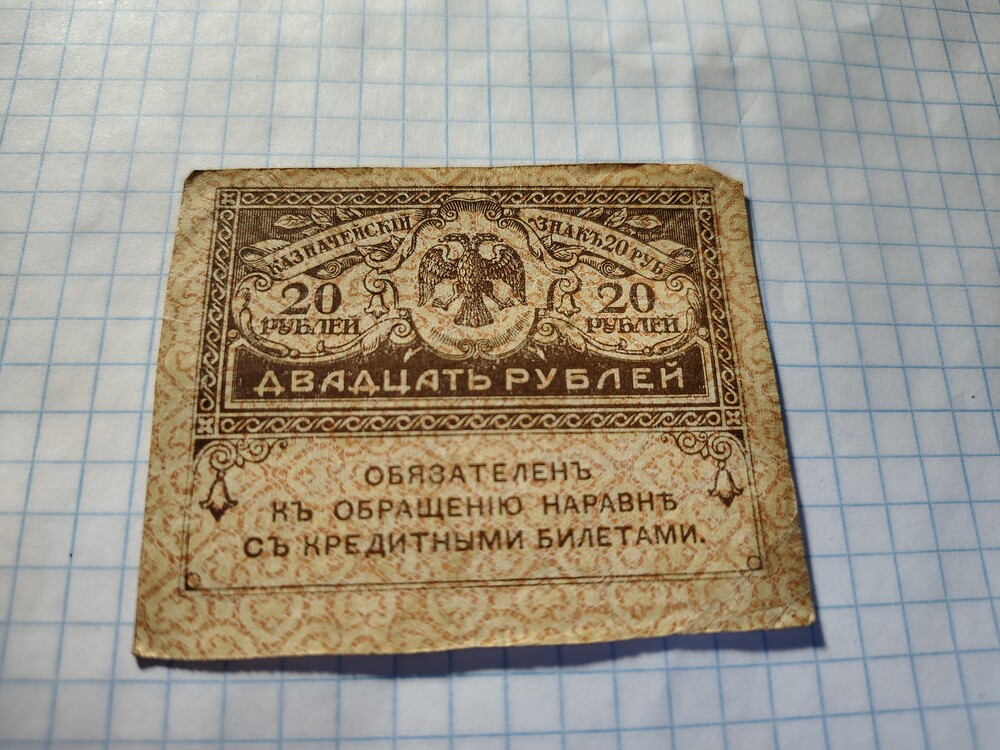 КАЗНАЧЕЙСКІЙ ЗНАКЪ 20 РУБ.
20 20
РУБЛЕЙ РУБЛЕЙ
ДВАДЦАТЬ РУБЛЕЙ
ОБЯЗАТЕЛЕНЪ
КЪ ОБРАЩЕНІЮ НАРАВНѢ
СЪ КРЕДИТНЫМИ БИЛЕТАМИ.